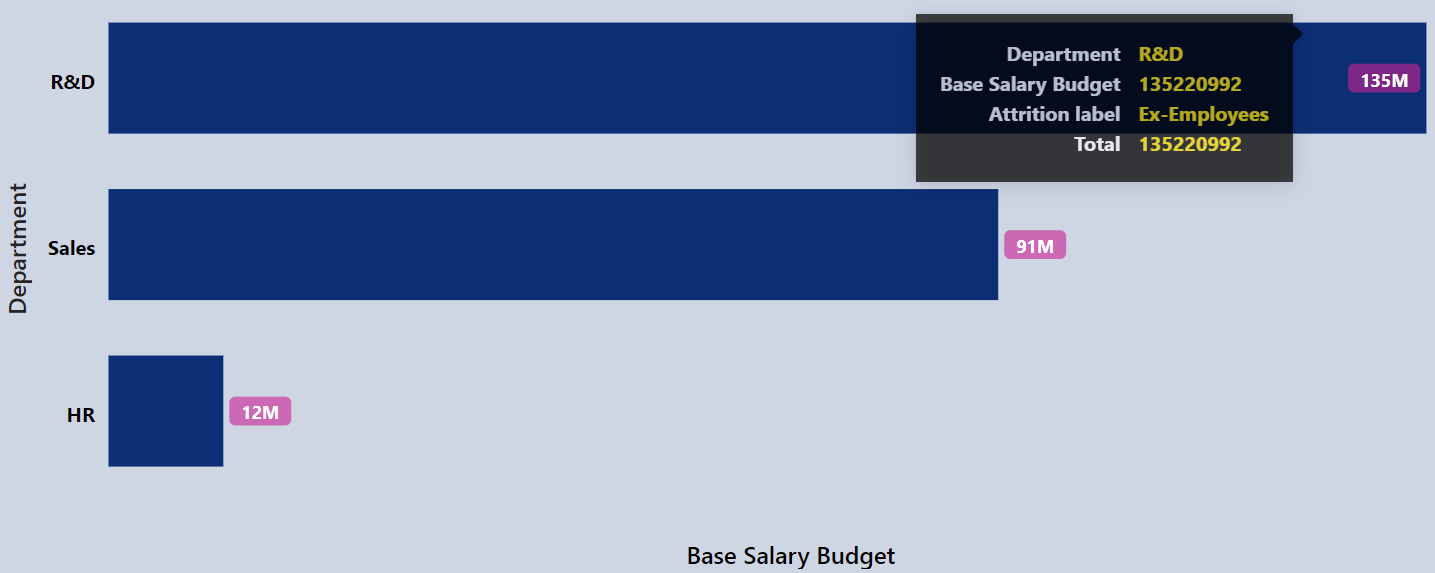 Department R&D
Base Salary Budget 135220992
Attrition label Ex-Employees
Total 135220992
R&D
135M
Sales
91M
HR
12M
Department
Base Salary Budget